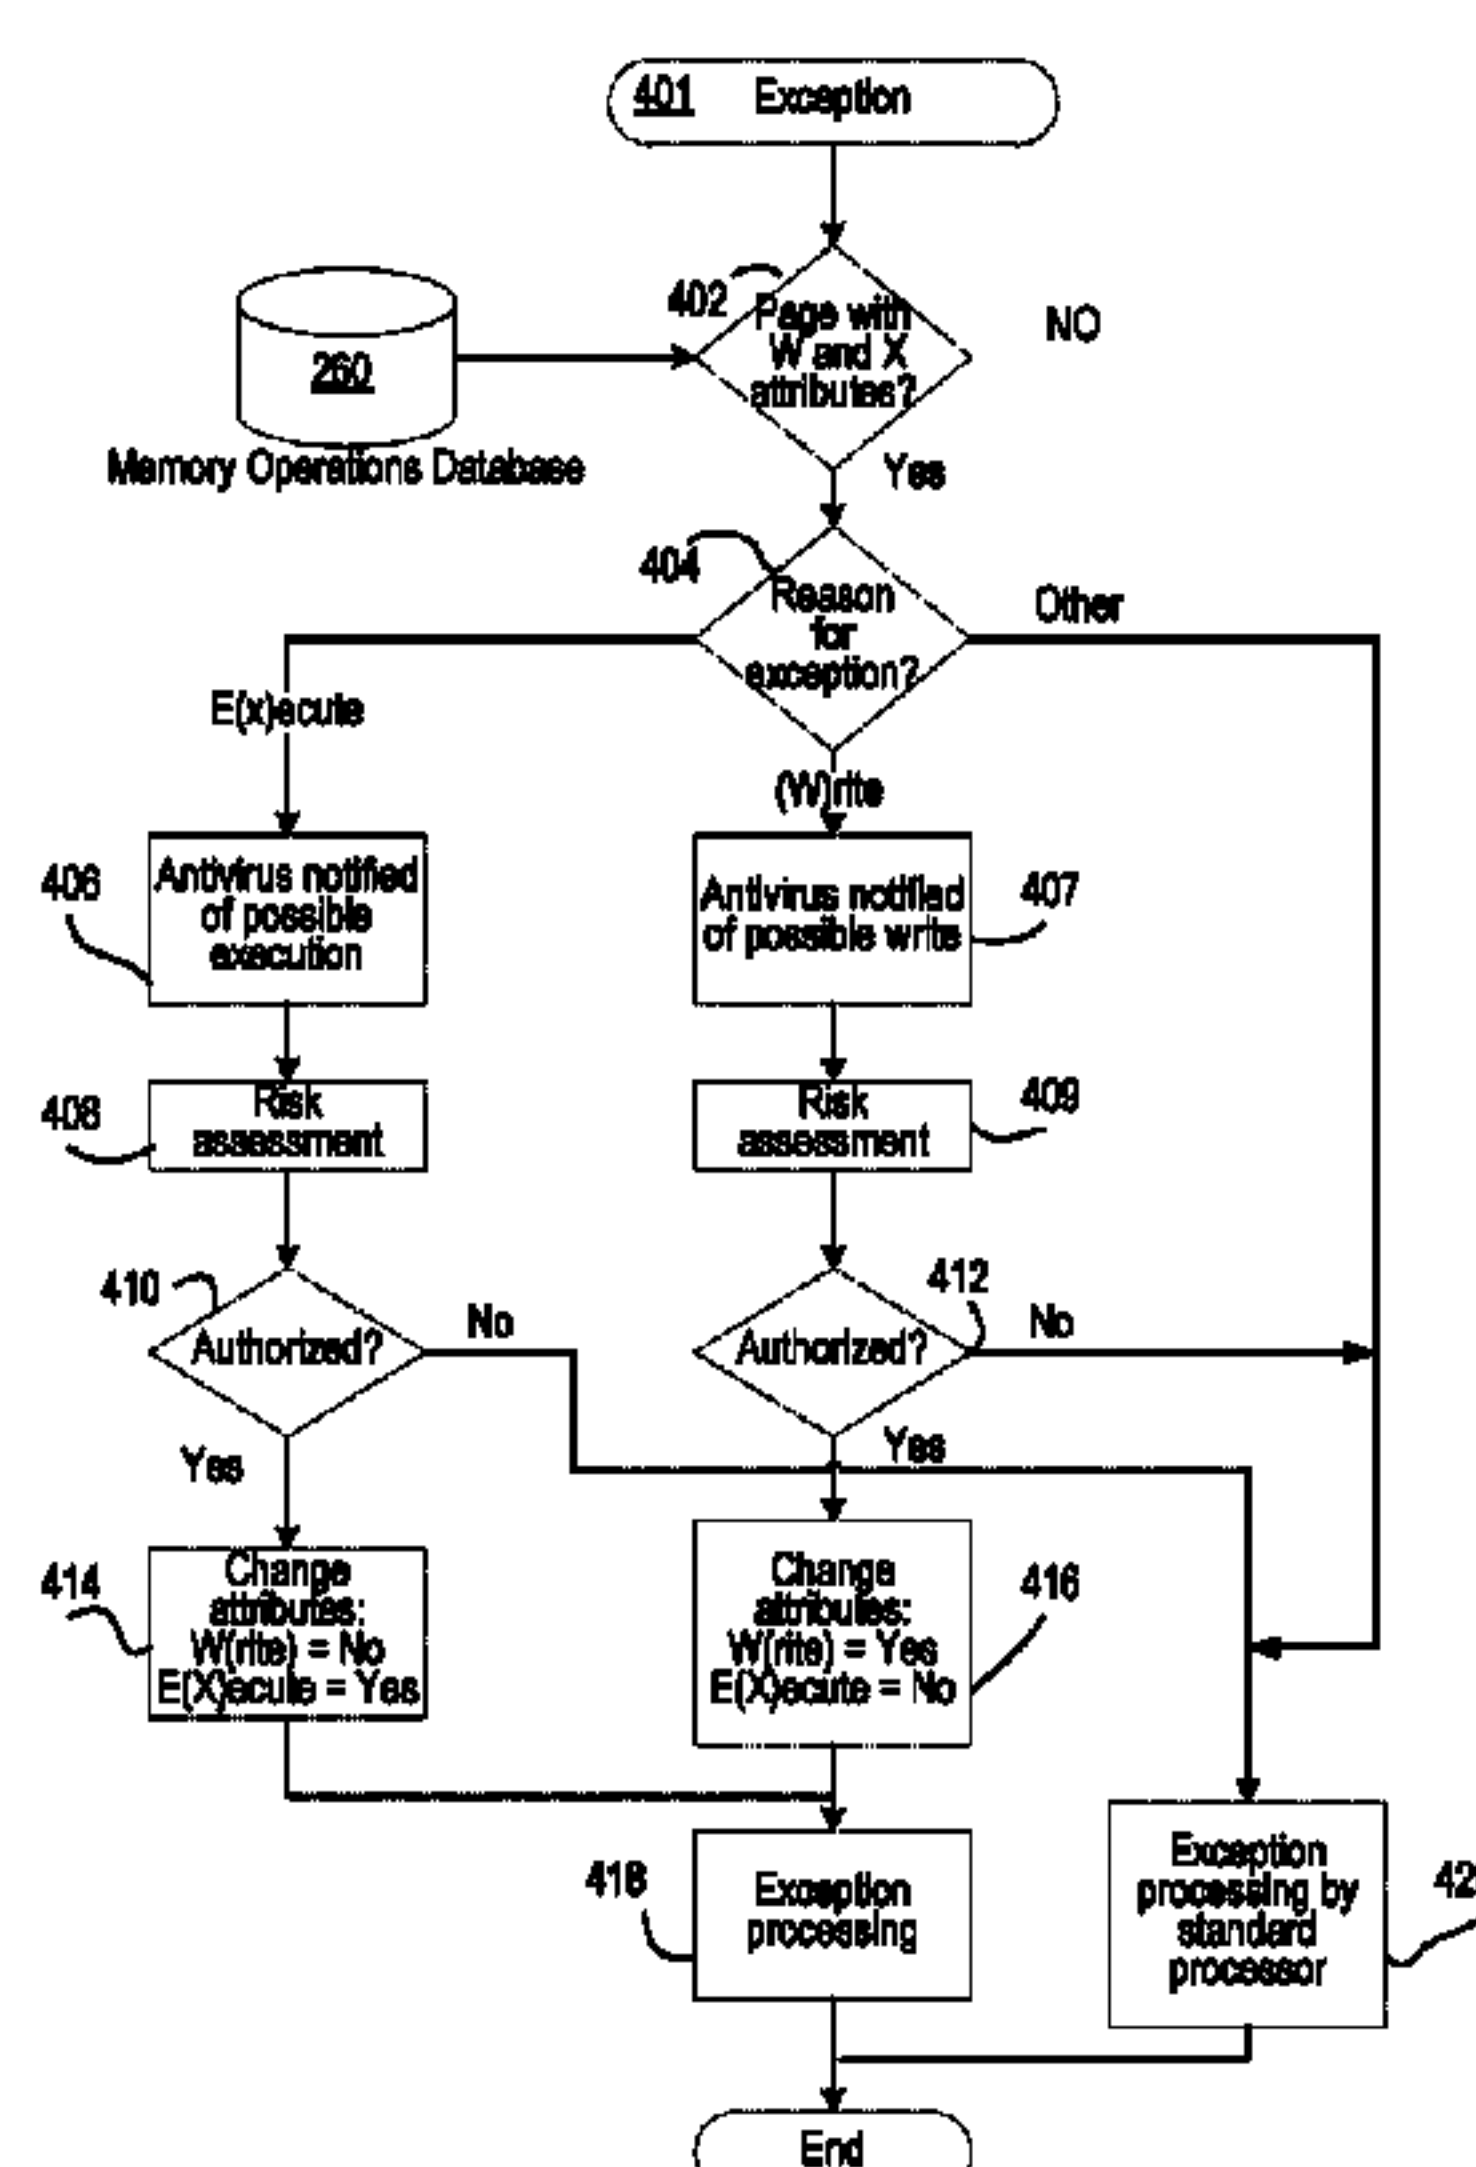 401 Exception
402
Page with
W and X
attributes?
NO
260
Memory Operations Database
Yes
404
Reason
for
exception?
Other
E(x)ecute
(W)rite
406
Antivirus notified
of possible
execution
Antivirus notified
of possible write
407
408
Risk
assessment
Risk
assessment
409
410
Authorized?
No
412
Authorized?
No
Yes
Yes
414
Change
attributes:
W(rite) = No
E(X)ecute = Yes
Change
attributes:
W(rite) = Yes
E(X)ecute = No
416
418
Exception
processing
Exception
processing by
standard
processor
End